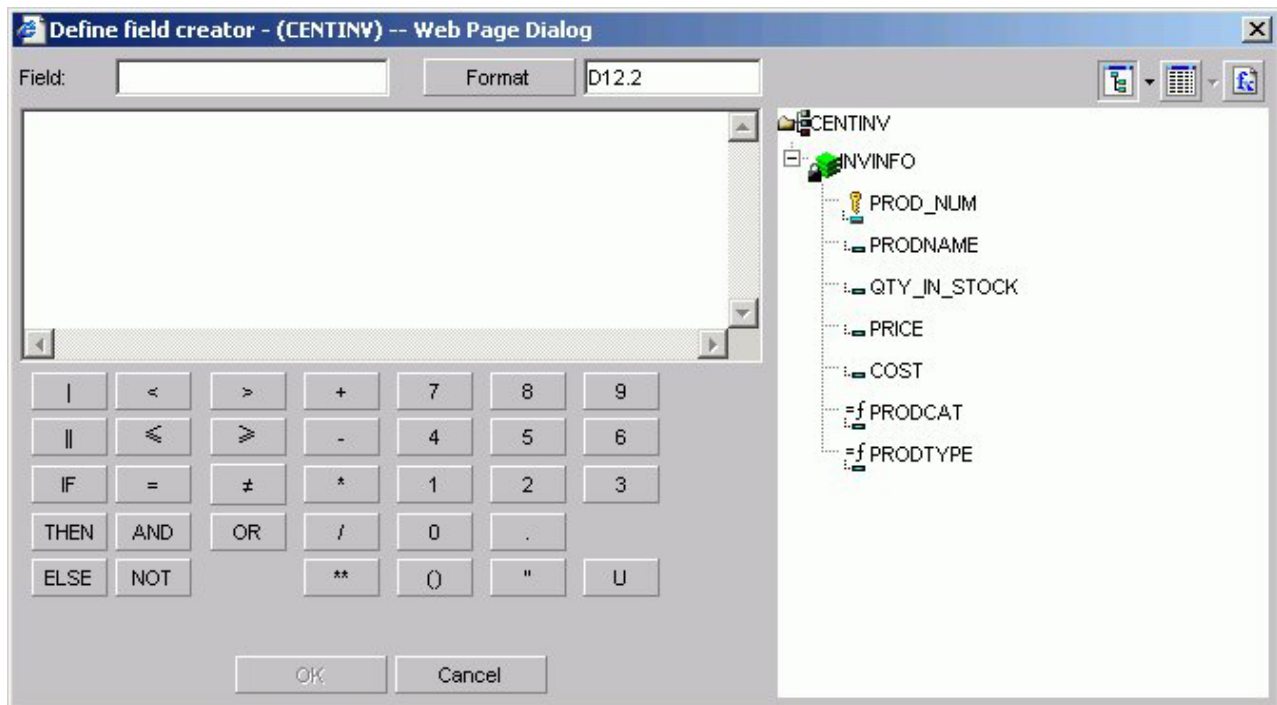 Define field creator - (CENTINV) -- Web Page Dialog
Field: Format D12.2
CENTINV
INVINFO
PROD_NUM
PRODNAME
QTY_IN_STOCK
PRICE
COST
PRODCAT
PRODTYPE
| < > + 7 8 9
|| ≤ ≥ - 4 5 6
IF = ≠ * 1 2 3
THEN AND OR / 0 .
ELSE NOT ** () " U
OK Cancel